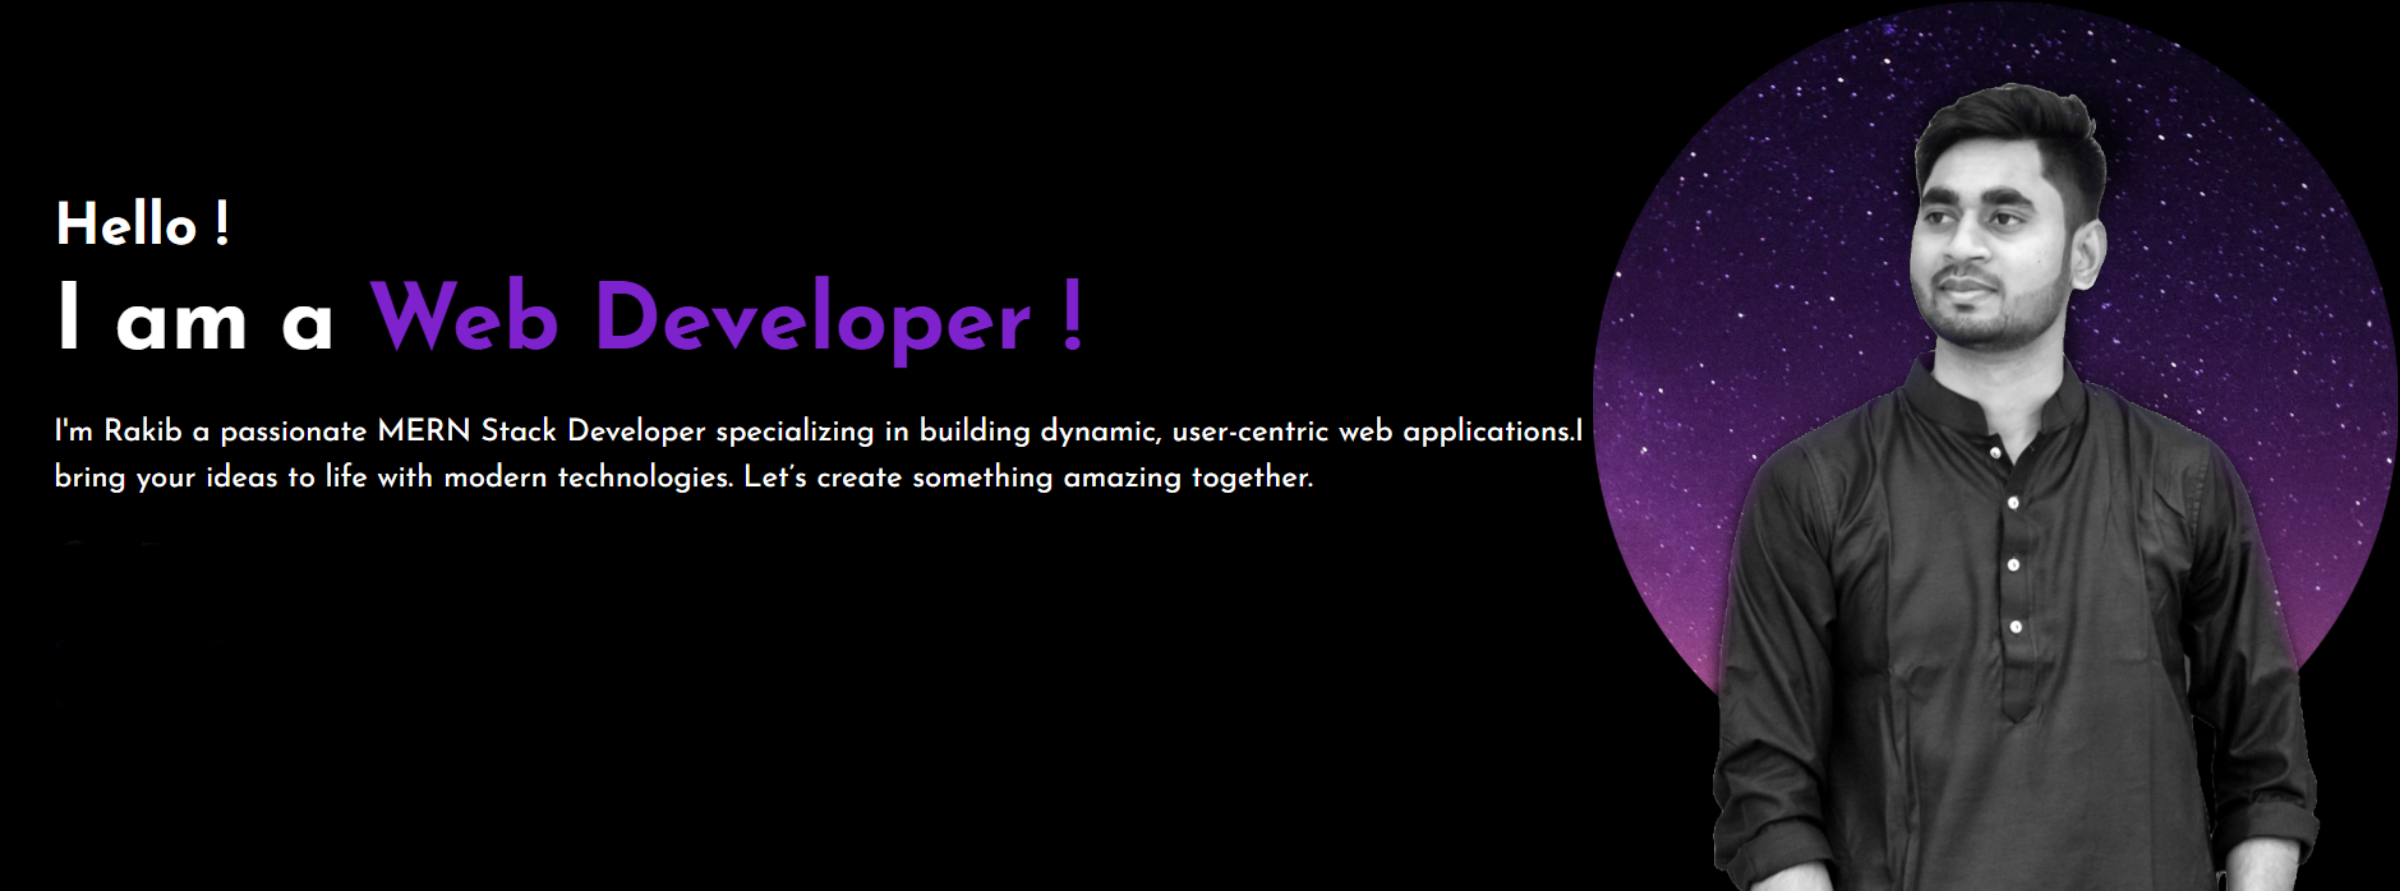 Hello !
I am a Web Developer !
I'm Rakib a passionate MERN Stack Developer specializing in building dynamic, user-centric web applications.I
bring your ideas to life with modern technologies. Let’s create something amazing together.